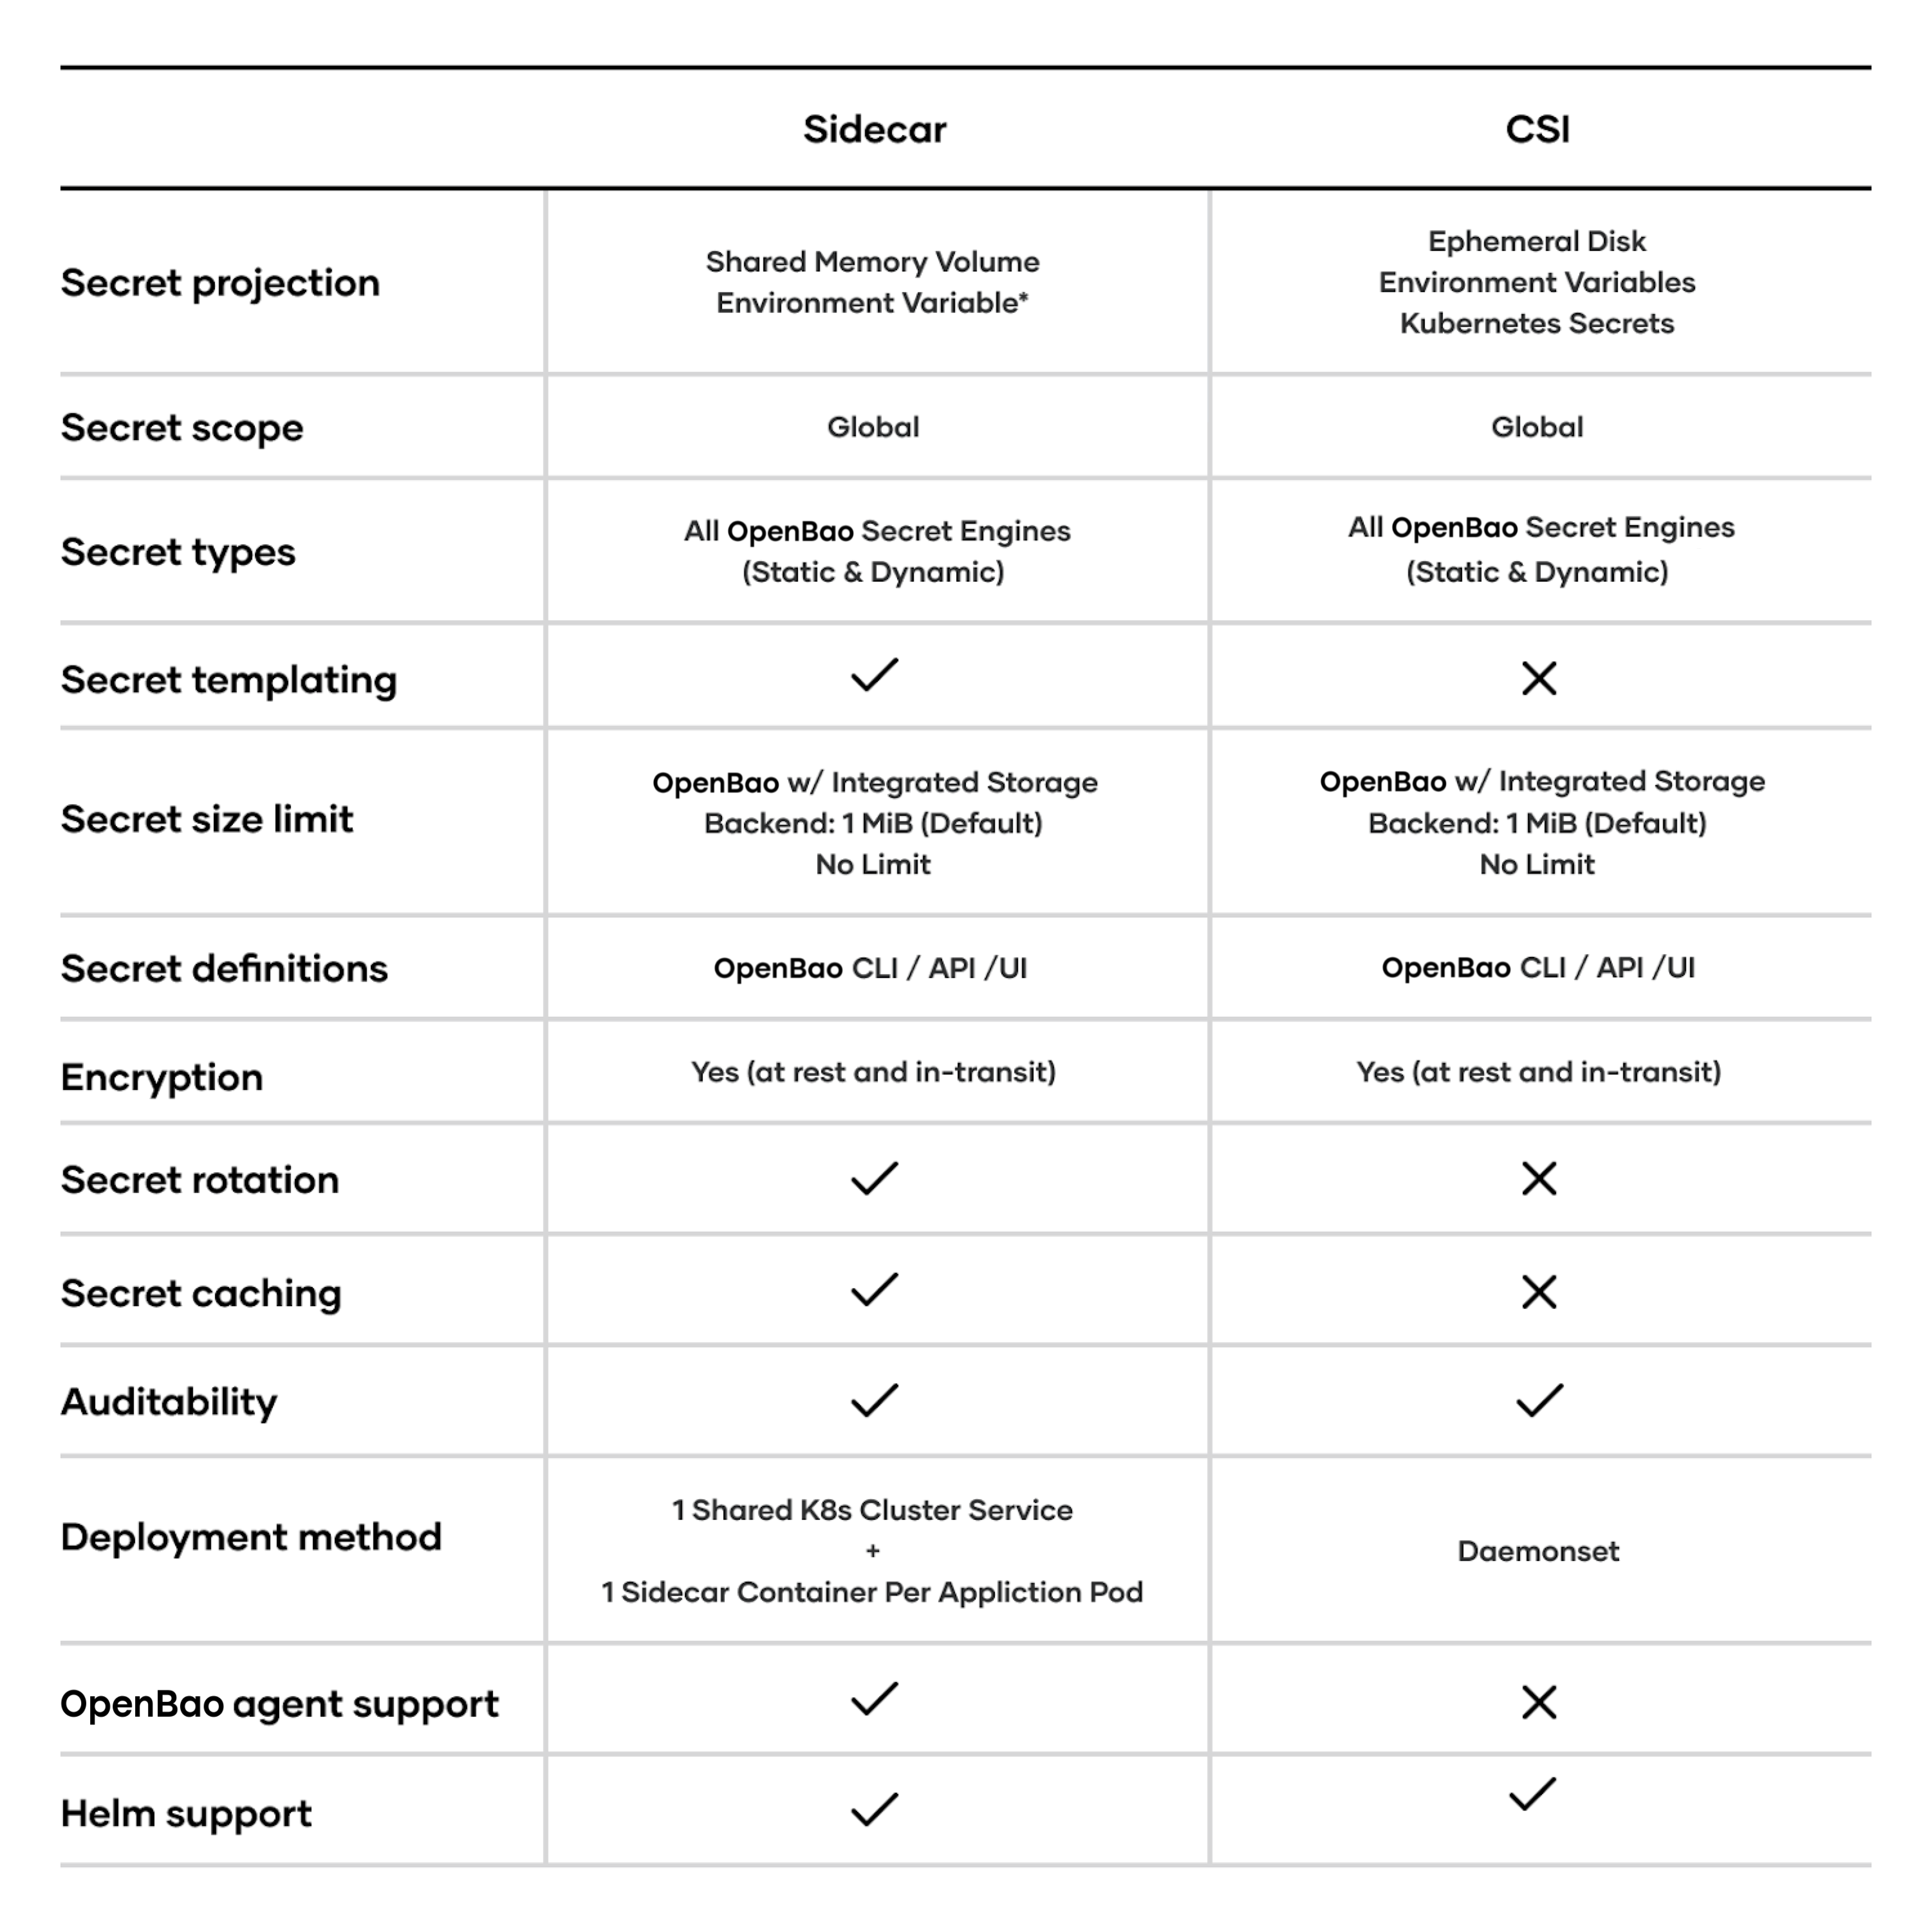 Sidecar
CSI
Secret projection
Shared Memory Volume
Environment Variable*
Ephemeral Disk
Environment Variables
Kubernetes Secrets
Secret scope
Global
Global
Secret types
All OpenBao Secret Engines
(Static & Dynamic)
All OpenBao Secret Engines
(Static & Dynamic)
Secret templating
Secret size limit
OpenBao w/ Integrated Storage
Backend: 1 MiB (Default)
No Limit
OpenBao w/ Integrated Storage
Backend: 1 MiB (Default)
No Limit
Secret definitions
OpenBao CLI / API /UI
OpenBao CLI / API /UI
Encryption
Yes (at rest and in-transit)
Yes (at rest and in-transit)
Secret rotation
Secret caching
Auditability
Deployment method
1 Shared K8s Cluster Service
+
1 Sidecar Container Per Appliction Pod
Daemonset
OpenBao agent support
Helm support